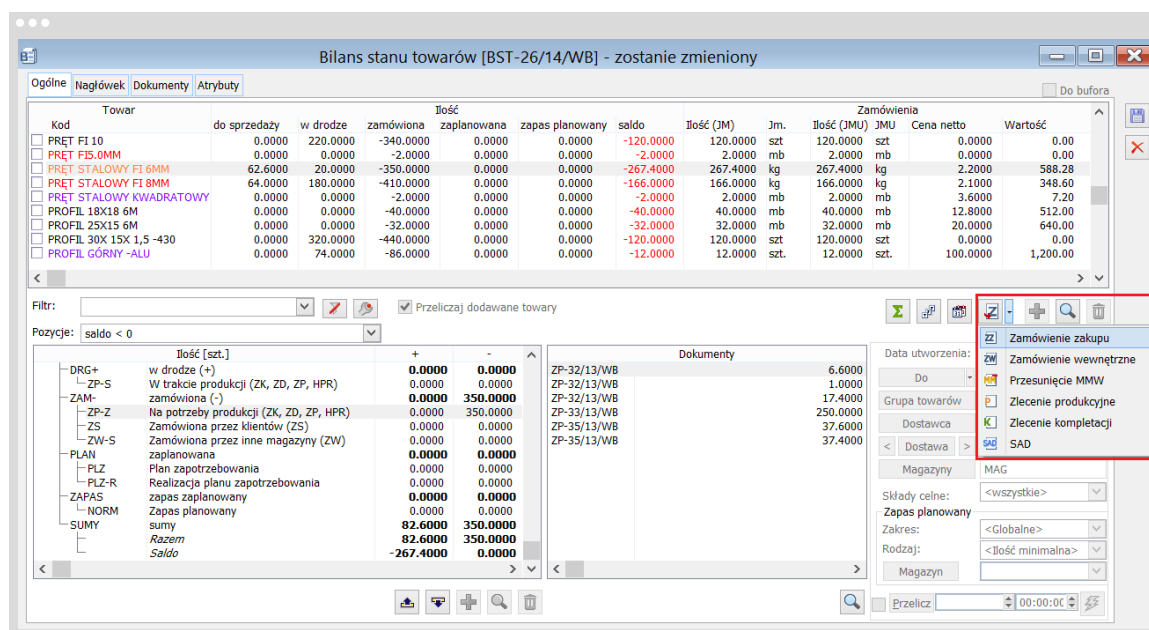 Bilans stanu towarów [BST-26/14/WB] - zostanie zmieniony
Ogólne Nagłówek Dokumenty Atrybuty
Do bufora
Towar Ilość Zamówienia
Kod do sprzedaży w drodze zamówiona zaplanowana zapas planowany saldo Ilość (JM) Jm. Ilość (JMU) JMU Cena netto Wartość
PRĘT FI 10 0.0000 220.0000 -340.0000 0.0000 0.0000 -120.0000 120.0000 szt 120.0000 szt 0.0000 0.00
PRĘT FI5.0MM 0.0000 0.0000 -2.0000 0.0000 0.0000 -2.0000 2.0000 mb 2.0000 mb 0.0000 0.00
PRĘT STALOWY FI 6MM 62.6000 20.0000 -350.0000 0.0000 0.0000 -267.4000 267.4000 kg 267.4000 kg 2.2000 588.28
PRĘT STALOWY FI 8MM 64.0000 180.0000 -410.0000 0.0000 0.0000 -166.0000 166.0000 kg 166.0000 kg 2.1000 348.60
PRĘT STALOWY KWADRATOWY 0.0000 0.0000 -2.0000 0.0000 0.0000 -2.0000 2.0000 mb 2.0000 mb 3.6000 7.20
PROFIL 18X18 6M 0.0000 0.0000 -40.0000 0.0000 0.0000 -40.0000 40.0000 mb 40.0000 mb 12.8000 512.00
PROFIL 25X15 6M 0.0000 0.0000 -32.0000 0.0000 0.0000 -32.0000 32.0000 mb 32.0000 mb 20.0000 640.00
PROFIL 30X 15X 1,5 -430 0.0000 320.0000 -440.0000 0.0000 0.0000 -120.0000 120.0000 szt 120.0000 szt 0.0000 0.00
PROFIL GÓRNY -ALU 0.0000 74.0000 -86.0000 0.0000 0.0000 -12.0000 12.0000 szt. 12.0000 szt. 100.0000 1,200.00
Filtr: Przeliczaj dodawane towary
Pozycje: saldo < 0
Ilość [szt.] + -
DRG+ w drodze (+) 0.0000 0.0000
ZP-S W trakcie produkcji (ZK, ZD, ZP, HPR) 0.0000 0.0000
ZAM- zamówiona (-) 0.0000 350.0000
ZP-Z Na potrzeby produkcji (ZK, ZD, ZP, HPR) 0.0000 350.0000
ZS Zamówiona przez klientów (ZS) 0.0000 0.0000
ZW-S Zamówiona przez inne magazyny (ZW) 0.0000 0.0000
PLAN zaplanowana 0.0000 0.0000
PLZ Plan zapotrzebowania 0.0000 0.0000
PLZ-R Realizacja planu zapotrzebowania 0.0000 0.0000
ZAPAS zapas zaplanowany 0.0000 0.0000
NORM Zapas planowany 0.0000 0.0000
SUMY sumy 82.6000 350.0000
Razem 82.6000 350.0000
Saldo -267.4000 0.0000
Dokumenty
ZP-32/13/WB 6.6000
ZP-32/13/WB 1.0000
ZP-32/13/WB 17.4000
ZP-33/13/WB 250.0000
ZP-35/13/WB 37.6000
ZP-35/13/WB 37.4000
Data utworzenia:
Do
Grupa towarów
Dostawca
< Dostawa >
Magazyny MAG
Składy celne: <wszystkie>
Zapas planowany
Zakres: <Globalne>
Rodzaj: <Ilość minimalna>
Magazyn
Przelicz 00:00:00
ZZ Zamówienie zakupu
ZW Zamówienie wewnętrzne
MM Przesunięcie MMW
P Zlecenie produkcyjne
K Zlecenie kompletacji
SAD SAD